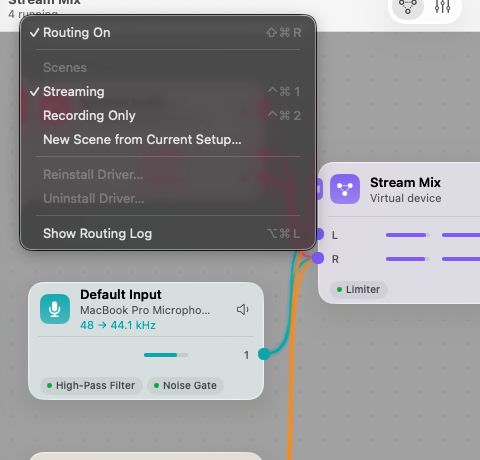 Stream Mix
4 running
Routing On ⇧⌘R
Scenes
Streaming ^⌘1
Recording Only ^⌘2
New Scene from Current Setup...
Reinstall Driver...
Uninstall Driver...
Show Routing Log ⌥⌘L
Stream Mix
Virtual device
L
R
Limiter
Default Input
MacBook Pro Micropho...
48 → 44.1 kHz
1
High-Pass Filter
Noise Gate